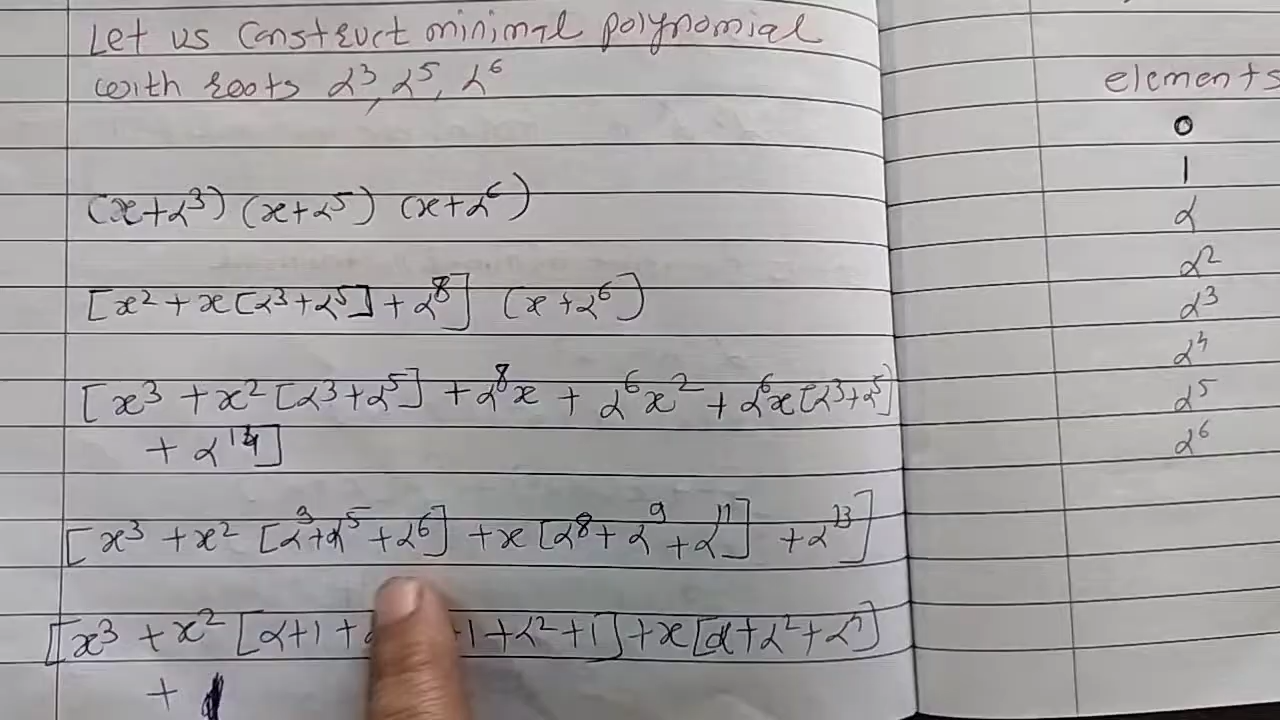 Let us construct minimal polynomial
with roots α³, α⁵, α⁶
(x+α³) (x+α⁵) (x+α⁶)
[x² + x[α³+α⁵] + α⁸] (x+α⁶)
[x³ + x² [α³+α⁵] + α⁸x + α⁶x² + α⁶x[α³+α⁵]
+ α¹⁴]
[x³ + x² [α³+α⁵+α⁶] + x [α⁸+α⁹+α¹¹] + α¹³]
[x³ + x² [α+1+ +1+α²+1] + x[α+α²+α⁴]
+ 1
elements
0
1
α
α²
α³
α⁴
α⁵
α⁶